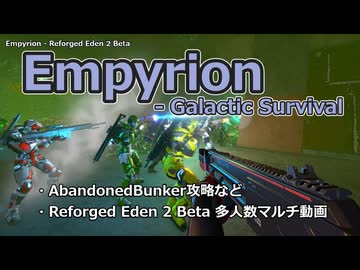 Empyrion - Reforged Eden 2 Beta
Empyrion
- Galactic Survival
・AbandonedBunker攻略など
・Reforged Eden 2 Beta 多人数マルチ動画